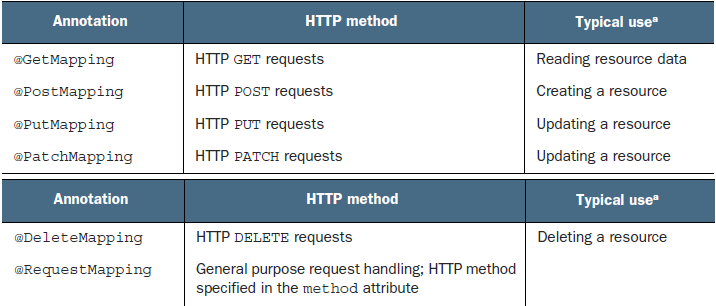 Annotation HTTP method Typical useᵃ
@GetMapping HTTP GET requests Reading resource data
@PostMapping HTTP POST requests Creating a resource
@PutMapping HTTP PUT requests Updating a resource
@PatchMapping HTTP PATCH requests Updating a resource
Annotation HTTP method Typical useᵃ
@DeleteMapping HTTP DELETE requests Deleting a resource
@RequestMapping General purpose request handling; HTTP method
specified in the method attribute